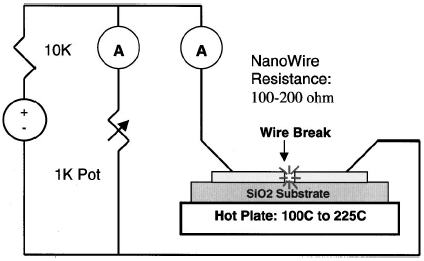 10K
A
A
NanoWire
Resistance:
100-200 ohm
+
-
Wire Break
1K Pot
SiO2 Substrate
Hot Plate: 100C to 225C